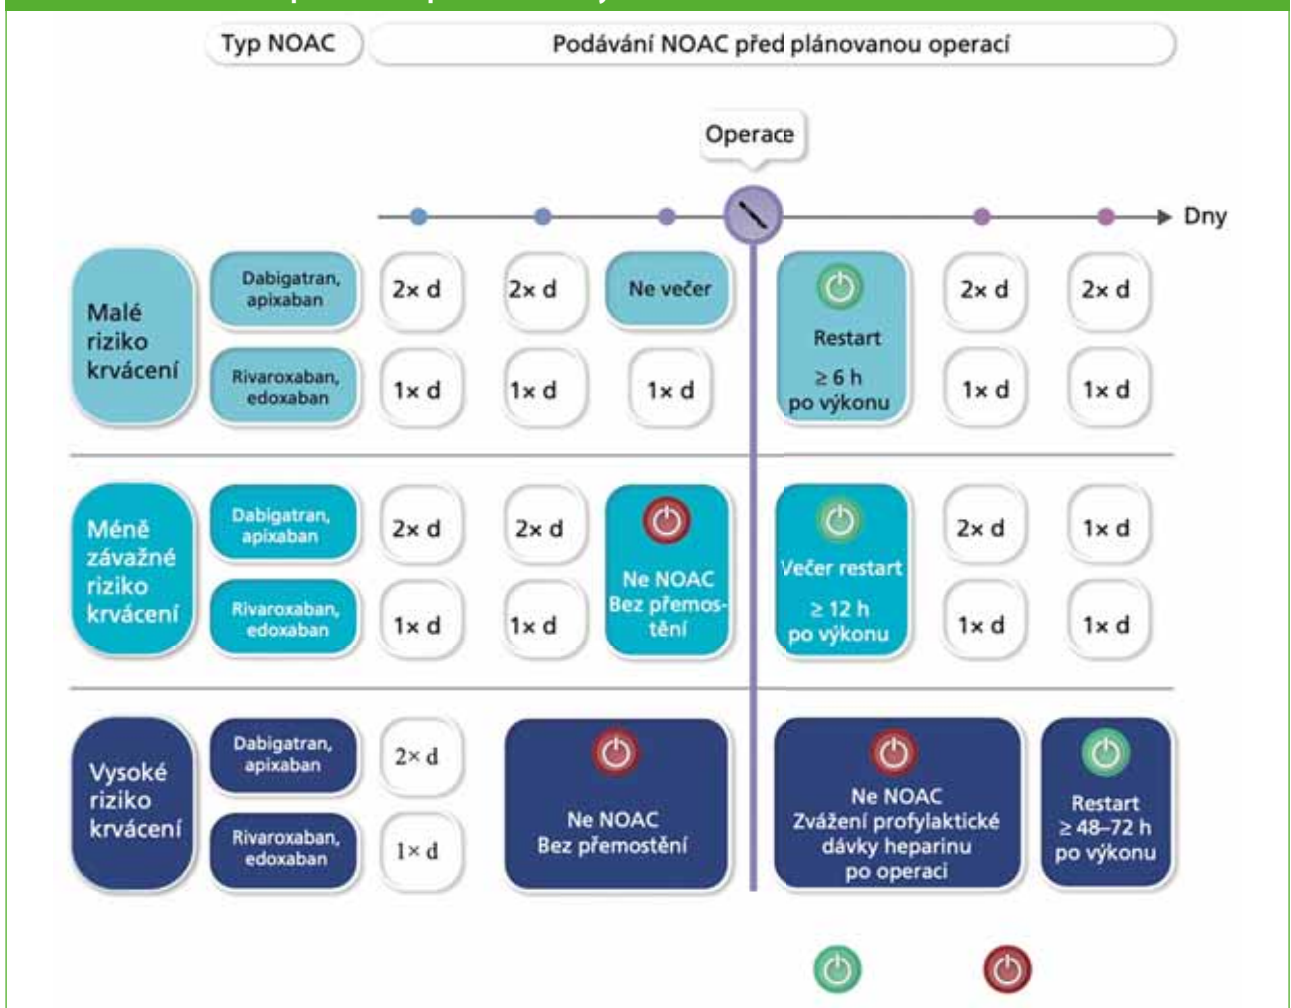 Typ NOAC
Podávání NOAC před plánovanou operací
Operace
Dny
Malé
riziko
krvácení
Dabigatran,
apixaban
2× d
2× d
Ne večer
2× d
2× d
Restart
≥ 6 h
po výkonu
Rivaroxaban,
edoxaban
1× d
1× d
1× d
1× d
1× d
Méně
závažné
riziko
krvácení
Dabigatran,
apixaban
2× d
2× d
Ne NOAC
Bez přemos-
tění
Večer restart
≥ 12 h
po výkonu
2× d
1× d
Rivaroxaban,
edoxaban
1× d
1× d
1× d
1× d
Vysoké
riziko
krvácení
Dabigatran,
apixaban
2× d
Rivaroxaban,
edoxaban
1× d
Ne NOAC
Bez přemostění
Ne NOAC
Zvážení profylaktické
dávky heparinu
po operaci
Restart
≥ 48–72 h
po výkonu